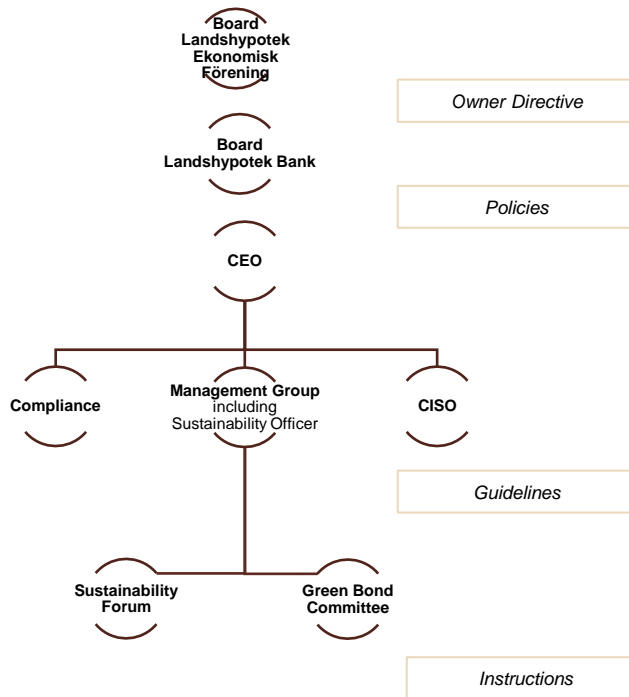 Board
Landshypotek
Ekonomisk
Förening
Owner Directive
Board
Landshypotek Bank
Policies
CEO
Compliance
Management Group
including
Sustainability Officer
CISO
Guidelines
Sustainability
Forum
Green Bond
Committee
Instructions